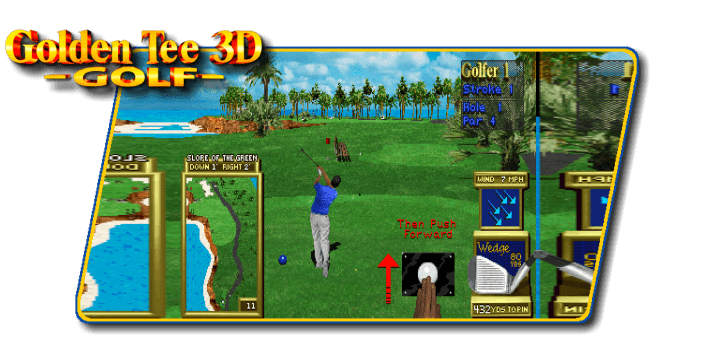 Golden Tee 3D
GOLF
Golfer 1
Stroke 1
Hole 1
Par 4
SLOPE OF THE GREEN
DOWN 1' RIGHT 2'
WIND 7 MPH
Then Push
Forward
Wedge
80
YDS
11
432 YDS TO PIN